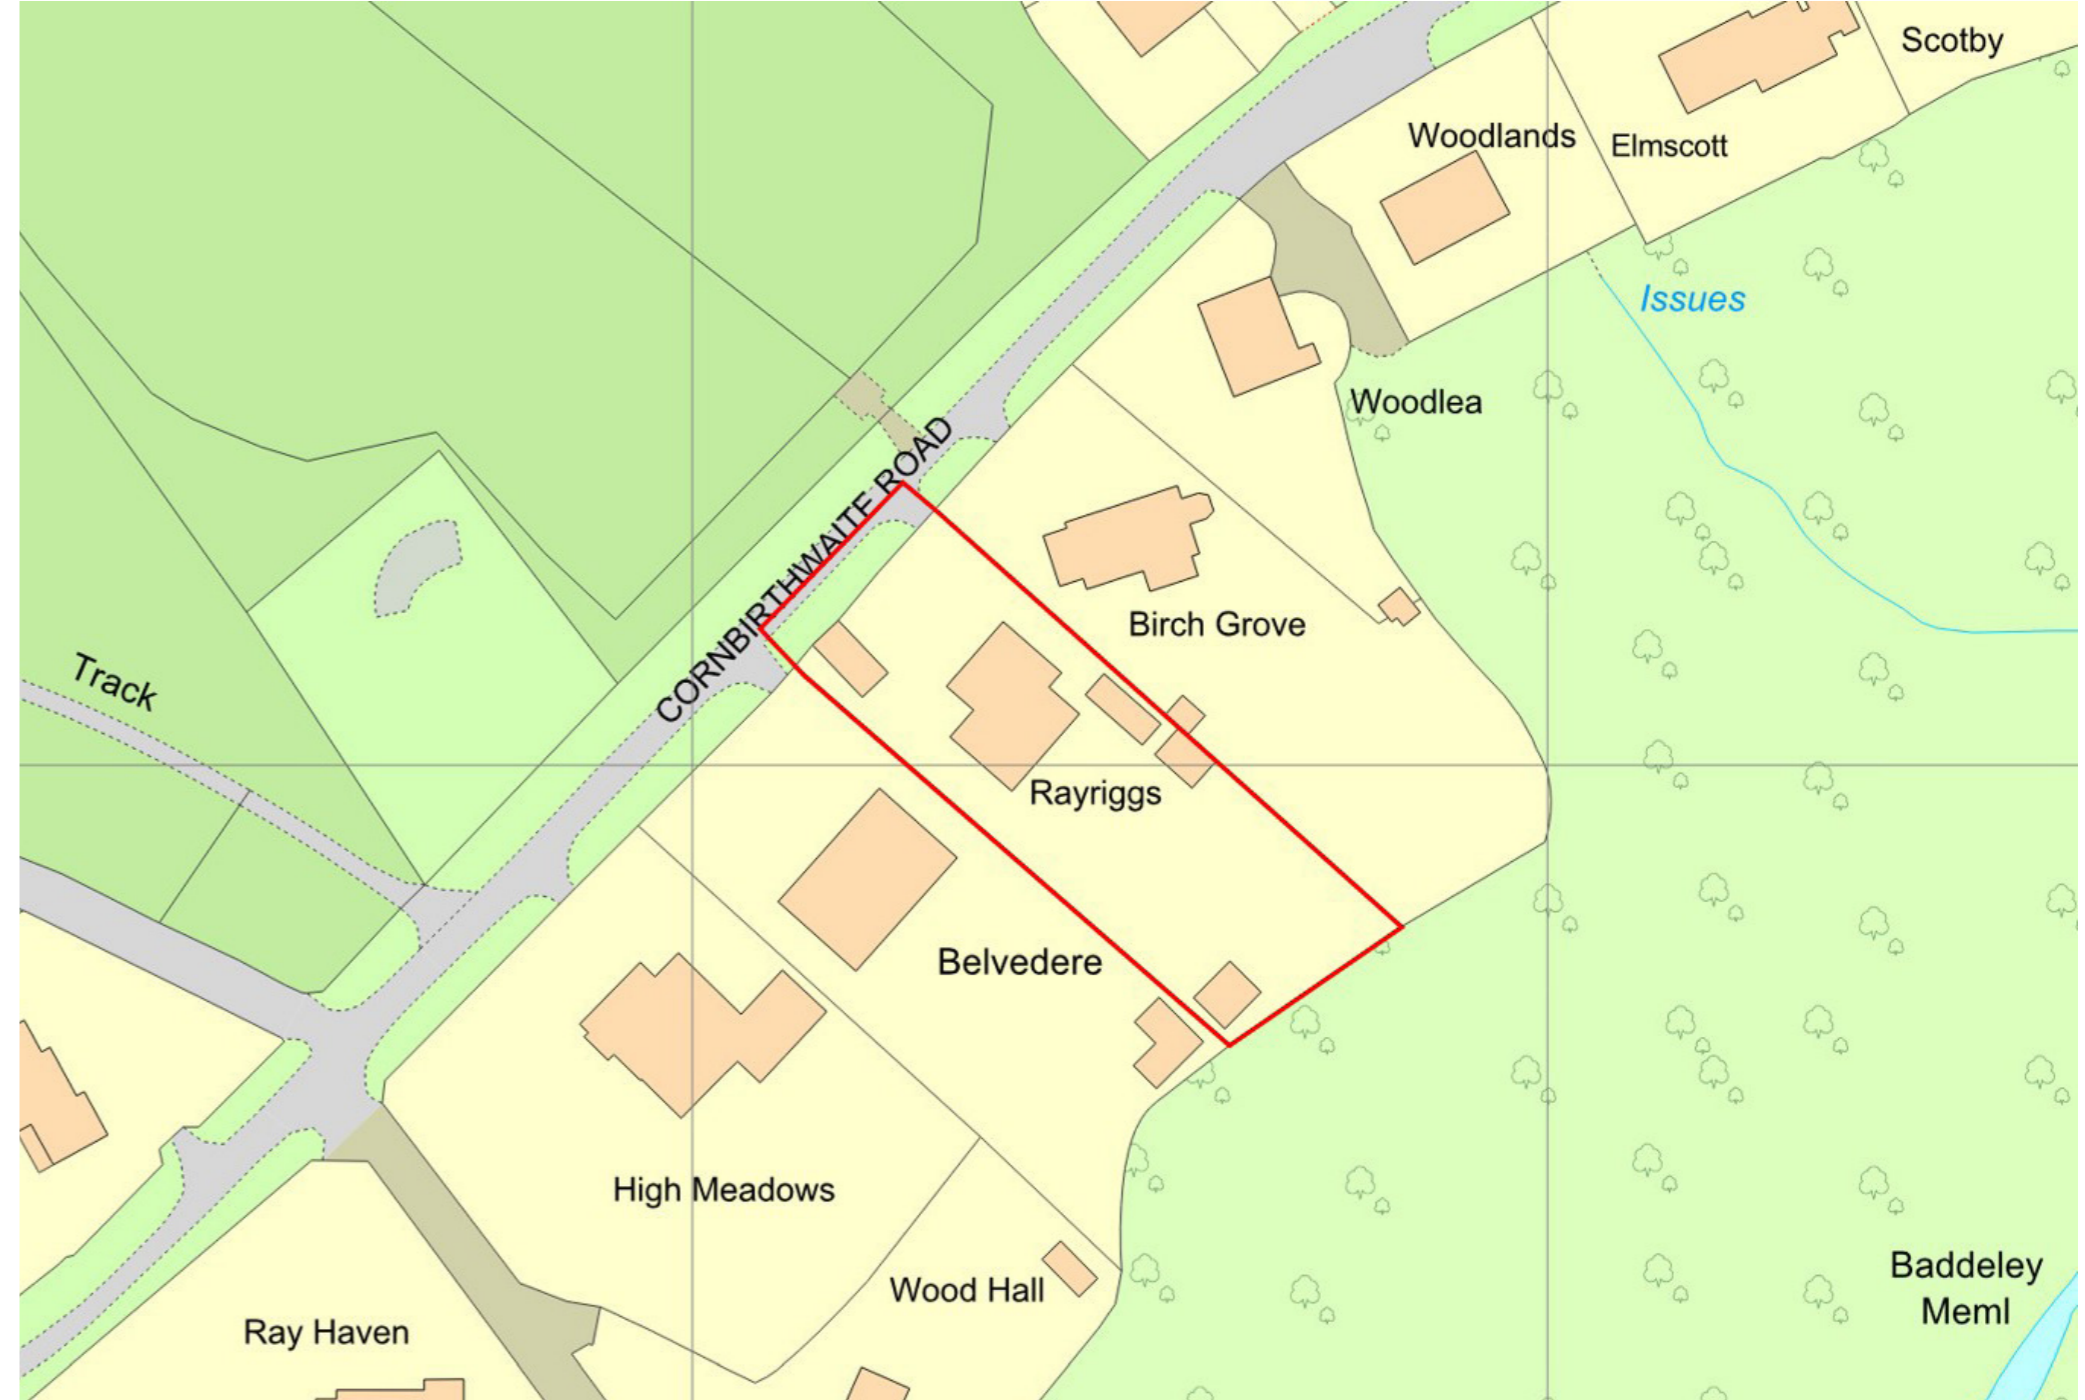 Scotby
Woodlands
Elmscott
Issues
Woodlea
CORNBIRTHWAITE ROAD
Birch Grove
Track
Rayriggs
Belvedere
High Meadows
Wood Hall
Baddeley
Meml
Ray Haven